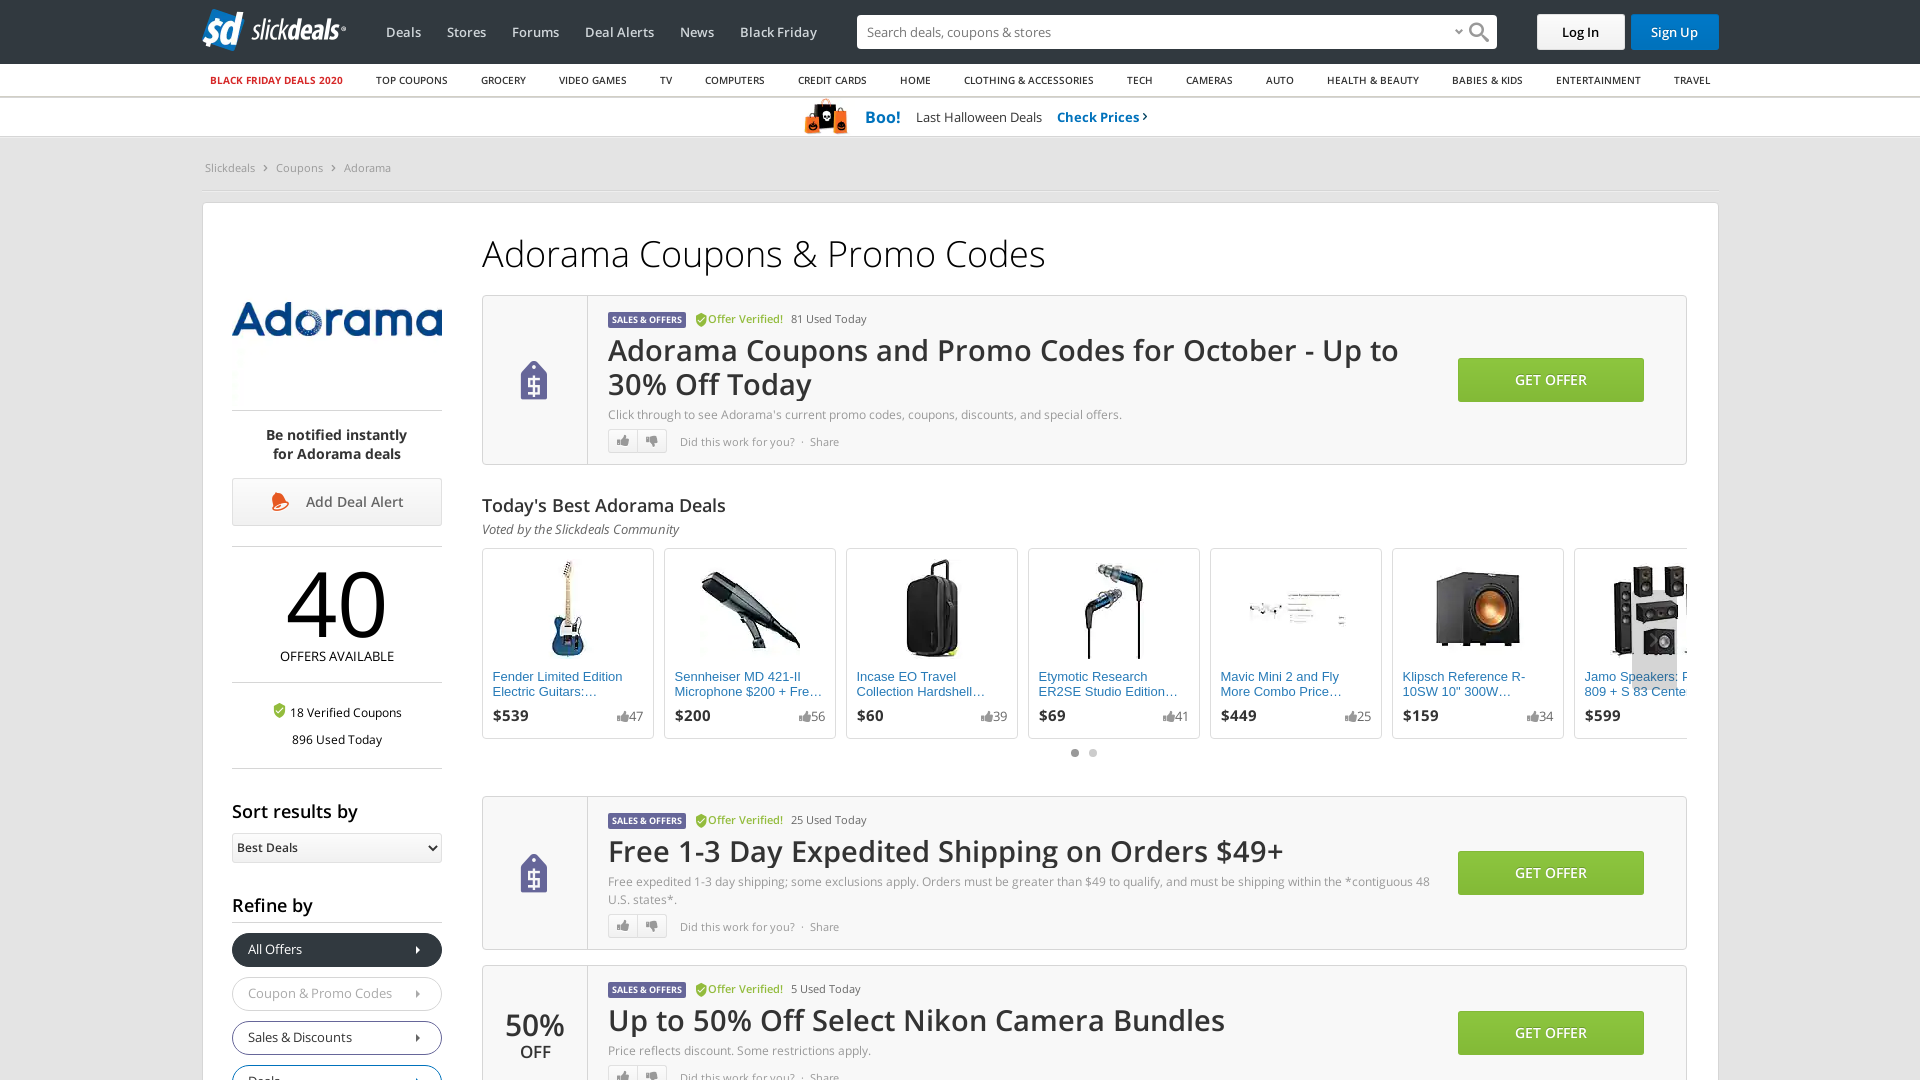 slickdeals
Deals
Stores
Forums
Deal Alerts
News
Black Friday
Search deals, coupons & stores
Log In
Sign Up
BLACK FRIDAY DEALS 2020
TOP COUPONS
GROCERY
VIDEO GAMES
TV
COMPUTERS
CREDIT CARDS
HOME
CLOTHING & ACCESSORIES
TECH
CAMERAS
AUTO
HEALTH & BEAUTY
BABIES & KIDS
ENTERTAINMENT
TRAVEL
Boo! Last Halloween Deals Check Prices
Slickdeals > Coupons > Adorama
Adorama
Be notified instantly
for Adorama deals
Add Deal Alert
40
OFFERS AVAILABLE
18 Verified Coupons
896 Used Today
Sort results by
Best Deals
Refine by
All Offers
Coupon & Promo Codes
Sales & Discounts
Deals
Adorama Coupons & Promo Codes
SALES & OFFERS Offer Verified! 81 Used Today
Adorama Coupons and Promo Codes for October - Up to
30% Off Today
Click through to see Adorama's current promo codes, coupons, discounts, and special offers.
Did this work for you? · Share
GET OFFER
Today's Best Adorama Deals
Voted by the Slickdeals Community
Fender Limited Edition
Electric Guitars:...
$539 47
Sennheiser MD 421-II
Microphone $200 + Fre...
$200 56
Incase EO Travel
Collection Hardshell...
$60 39
Etymotic Research
ER2SE Studio Edition...
$69 41
Mavic Mini 2 and Fly
More Combo Price...
$449 25
Klipsch Reference R-
10SW 10" 300W...
$159 34
Jamo Speakers:
809 + S 83 Cente
$599
SALES & OFFERS Offer Verified! 25 Used Today
Free 1-3 Day Expedited Shipping on Orders $49+
Free expedited 1-3 day shipping; some exclusions apply. Orders must be greater than $49 to qualify, and must be shipping within the *contiguous 48
U.S. states*.
Did this work for you? · Share
GET OFFER
50%
OFF
SALES & OFFERS Offer Verified! 5 Used Today
Up to 50% Off Select Nikon Camera Bundles
Price reflects discount. Some restrictions apply.
Did this work for you? · Share
GET OFFER